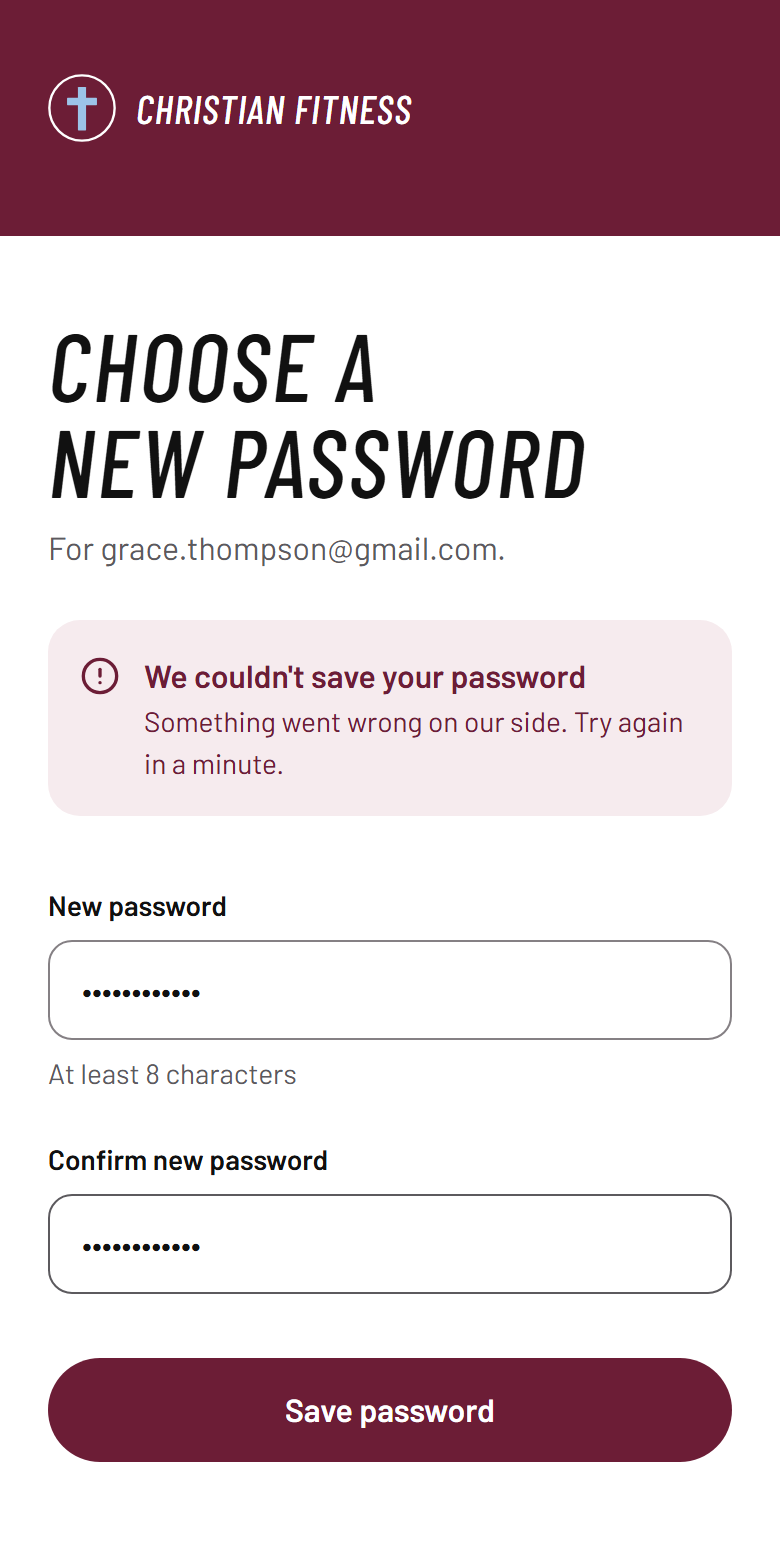 CHRISTIAN FITNESS
CHOOSE A
NEW PASSWORD
For grace.thompson@gmail.com.
We couldn't save your password
Something went wrong on our side. Try again
in a minute.
New password
••••••••••••
At least 8 characters
Confirm new password
••••••••••••
Save password